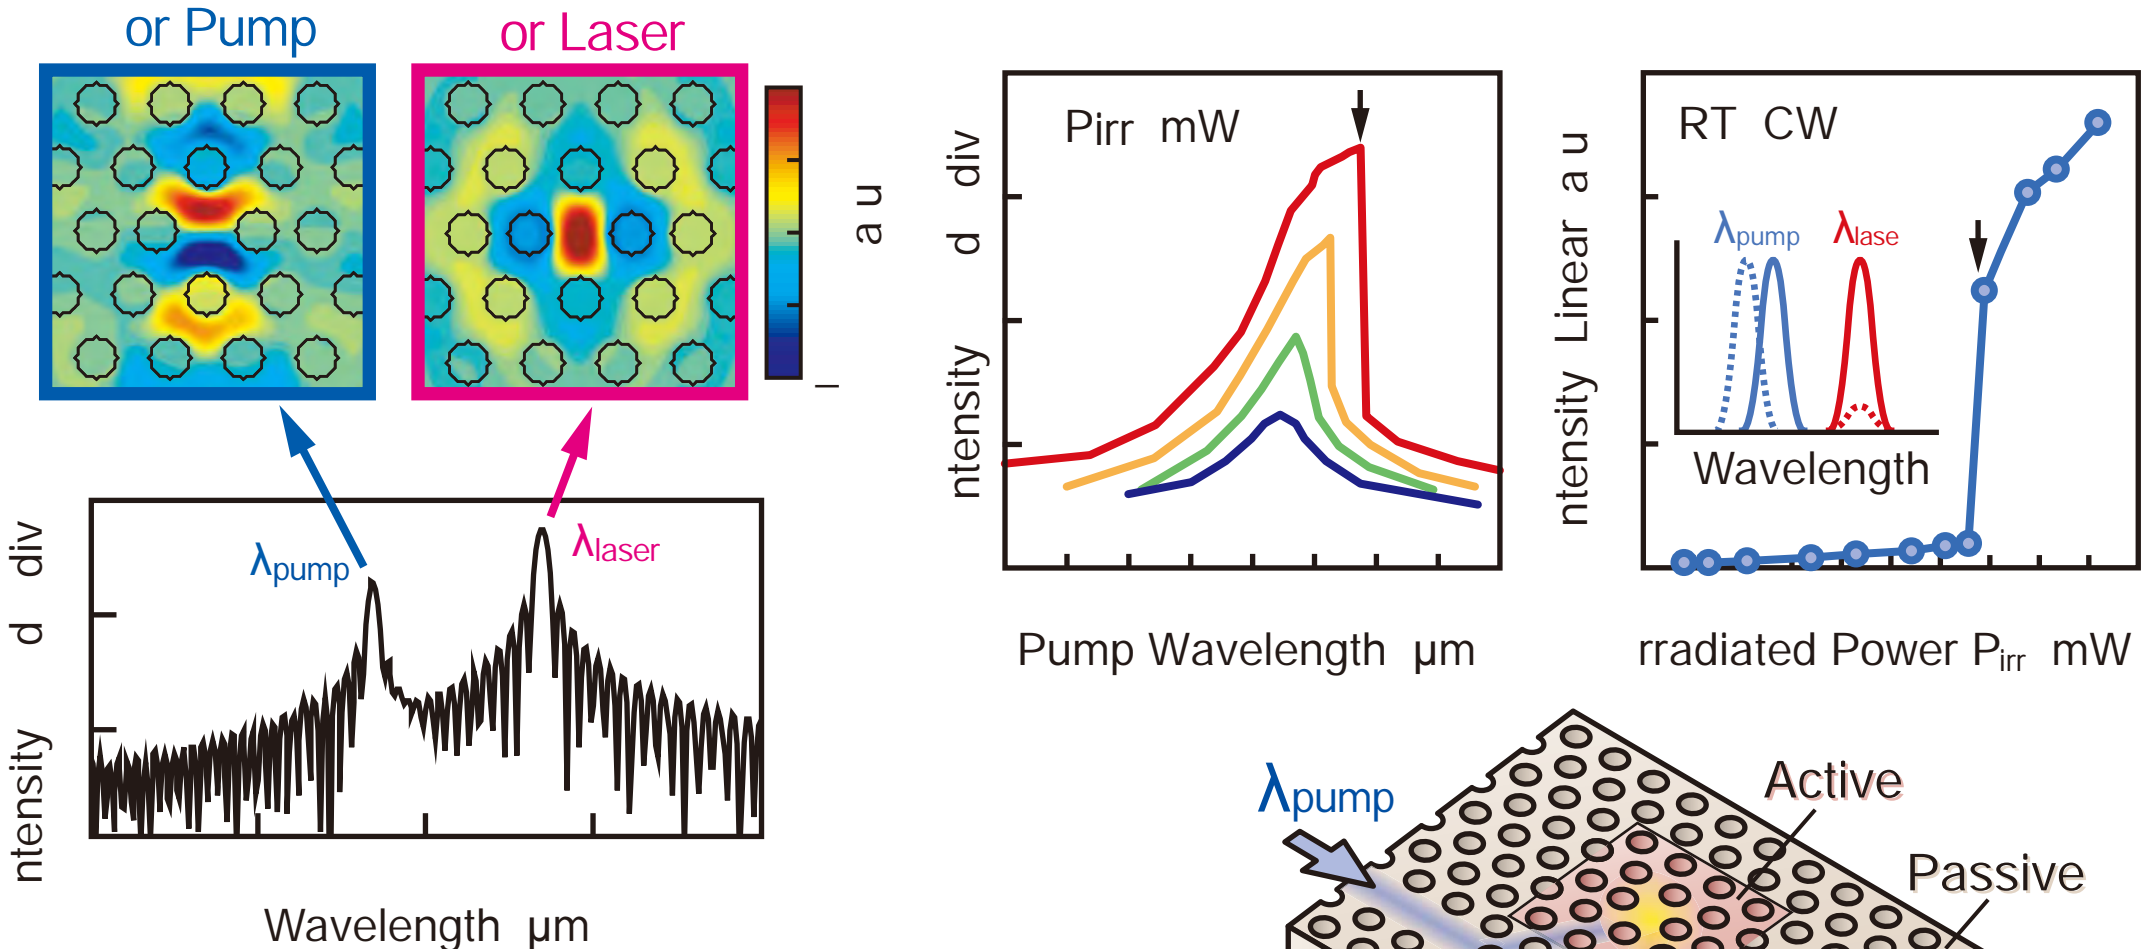 or Pump
or Laser
a u
λpump
λlaser
ntensity d div
Wavelength μm
Pirr mW
ntensity d div
Pump Wavelength μm
RT CW
λpump
λlase
Wavelength
ntensity Linear a u
rradiated Power Pirr mW
λpump
Active
Passive